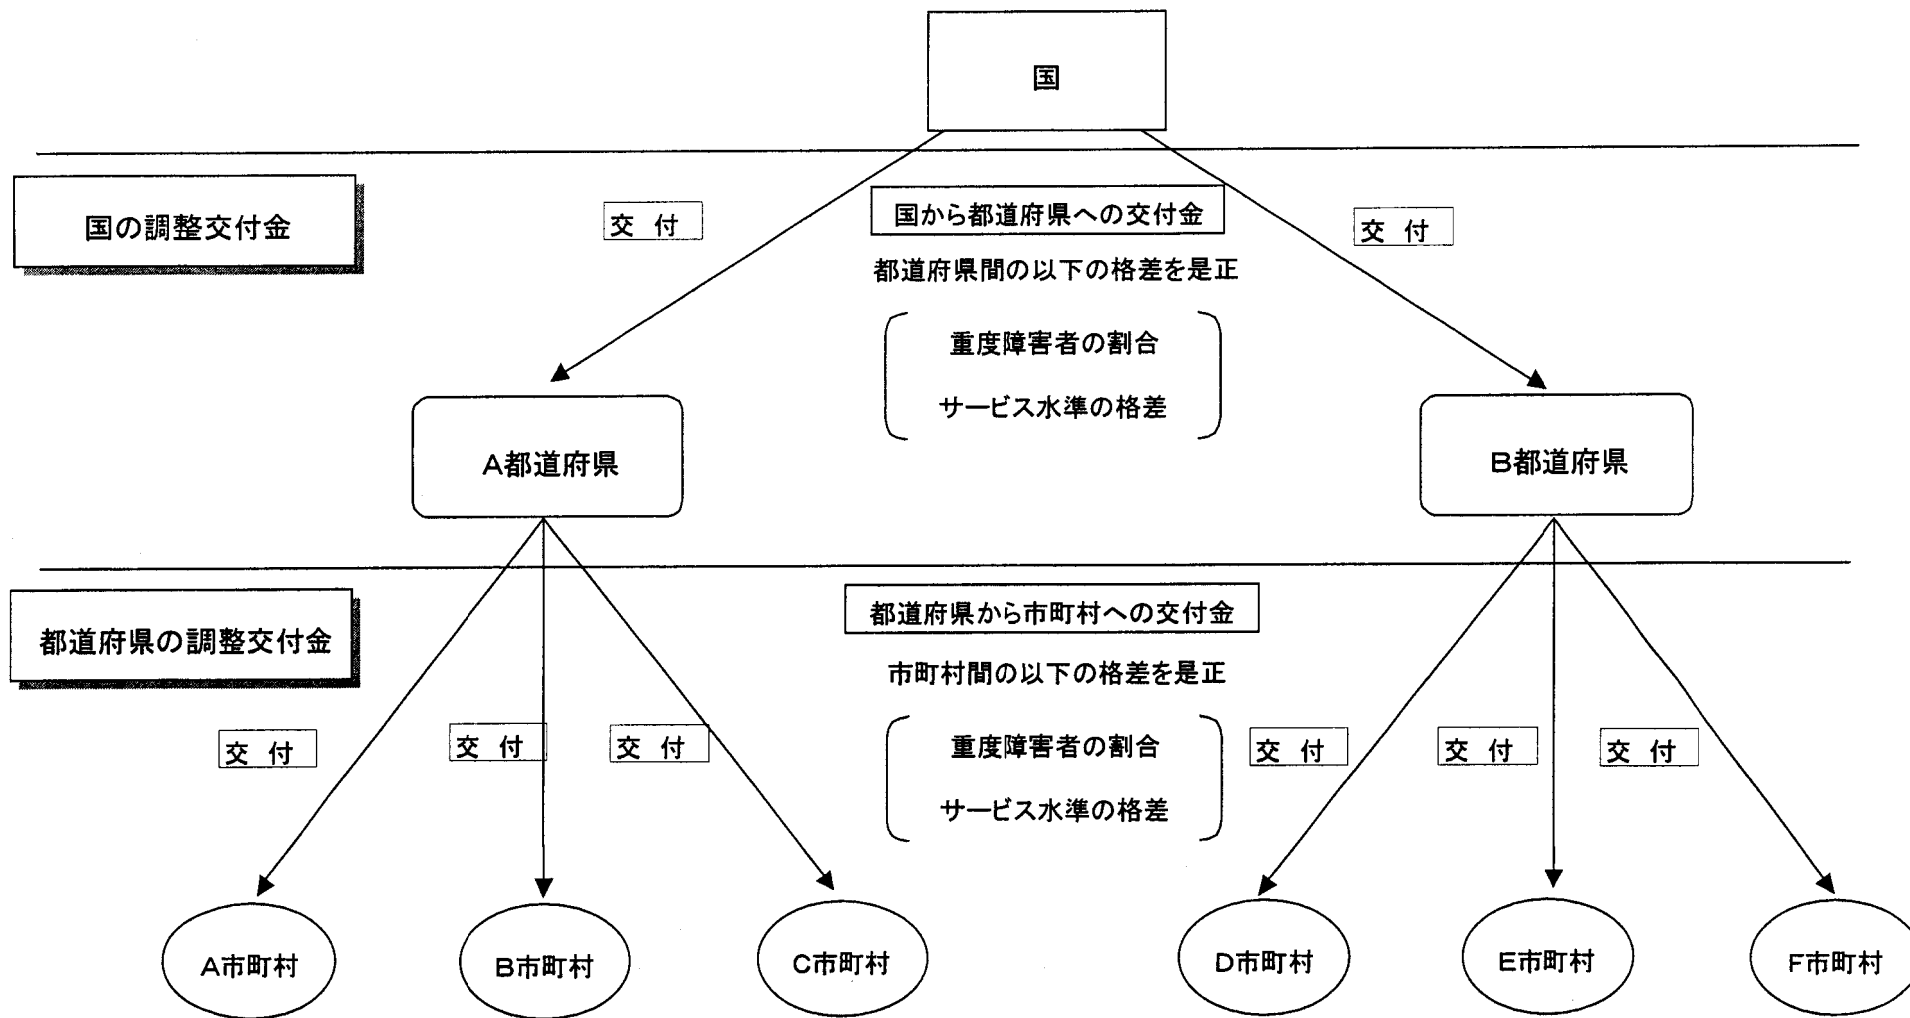 国
国の調整交付金
交 付
国から都道府県への交付金
交 付
都道府県間の以下の格差を是正
重度障害者の割合
サービス水準の格差
A都道府県
B都道府県
都道府県の調整交付金
都道府県から市町村への交付金
市町村間の以下の格差を是正
交 付
交 付
交 付
重度障害者の割合
サービス水準の格差
交 付
交 付
交 付
A市町村
B市町村
C市町村
D市町村
E市町村
F市町村